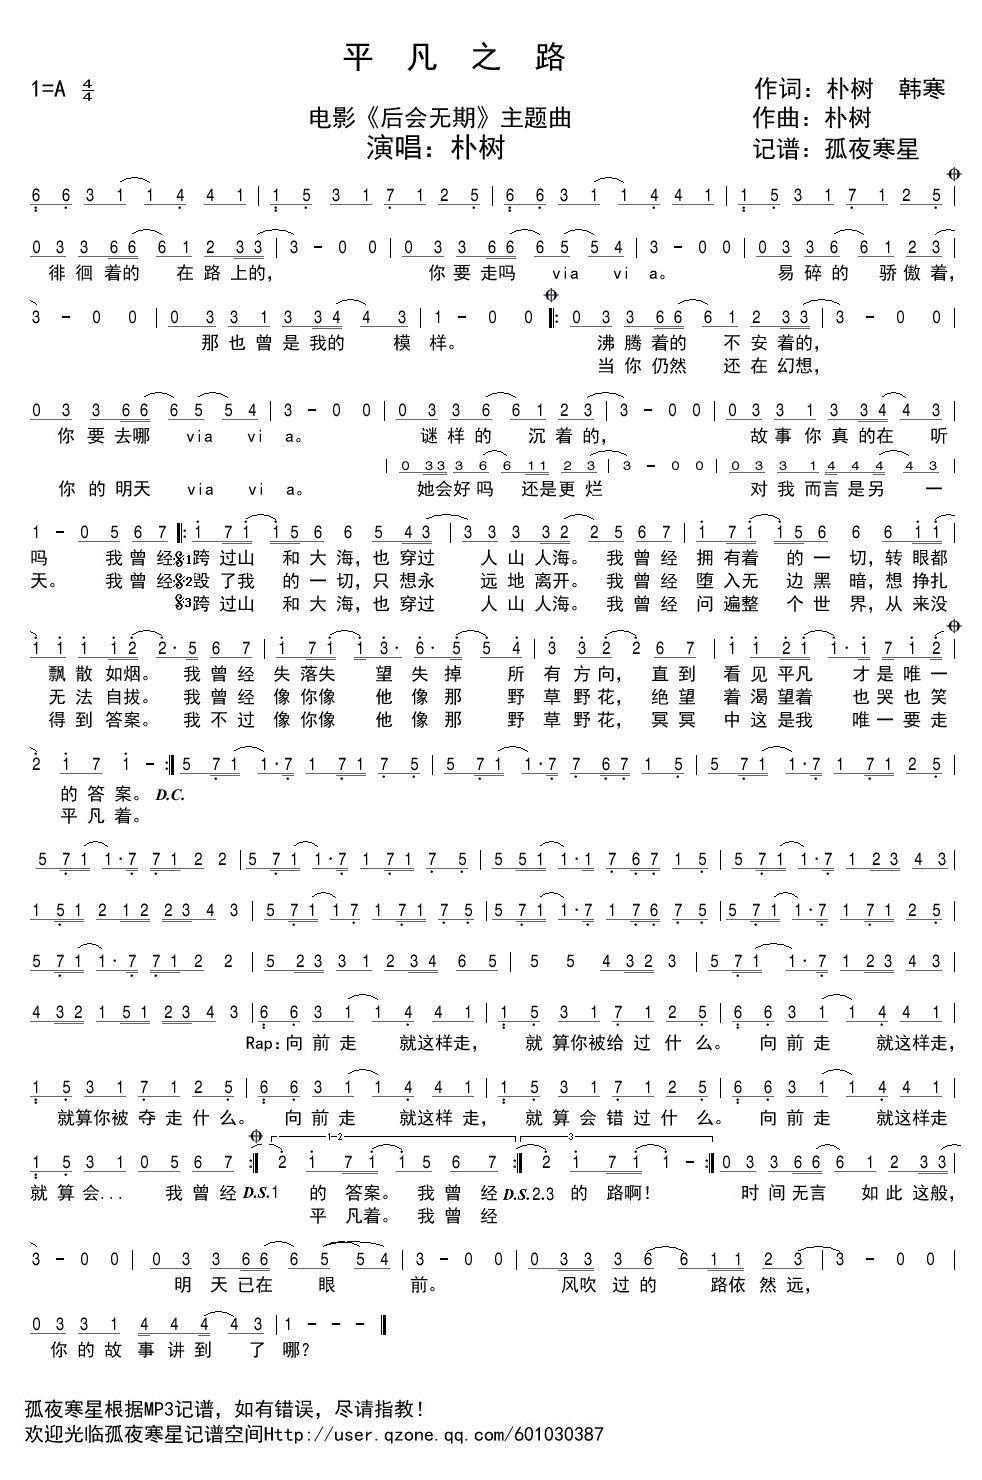 平 凡 之 路
1=A 4/4
作词：朴树 韩寒
电影《后会无期》主题曲
作曲：朴树
演唱：朴树
记谱：孤夜寒星
6 6 3 1 1 4 4 1 | 1 5 3 1 7 1 2 5 | 6 6 3 1 1 4 4 1 | 1 5 3 1 7 1 2 5 |
0 3 3 6 6 6 1 2 3 3 | 3 - 0 0 | 0 3 3 6 6 6 5 5 4 | 3 - 0 0 | 0 3 3 6 6 1 2 3 |
徘 徊 着的 在 路 上的， 你 要 走吗 via vi a。 易 碎 的 骄 傲 着，
3 - 0 0 | 0 3 3 1 3 3 4 4 3 | 1 - 0 0 ‖: 0 3 3 6 6 6 1 2 3 3 | 3 - 0 0 |
那 也 曾 是 我的 模 样。 沸 腾 着的 不 安 着的，
当 你 仍然 还 在 幻想，
0 3 3 6 6 6 5 5 4 | 3 - 0 0 | 0 3 3 6 6 1 2 3 | 3 - 0 0 | 0 3 3 1 3 3 4 4 3 |
你 要 去哪 via vi a。 谜 样 的 沉 着 的， 故 事 你 真 的在 听
| 0 3 3 3 6 6 1 1 2 3 | 3 - 0 0 | 0 3 3 1 4 4 4 4 3 |
你 的 明天 via vi a。 她会 好 吗 还是 更 烂 对 我 而言 是 另 一
1 - 0 5 6 7 ‖: 1 7 1 1 5 6 6 5 4 3 | 3 3 3 3 2 2 5 6 7 | 1 7 1 1 5 6 6 6 1 1 |
吗 我 曾 经 𝄋1 跨 过山 和 大 海，也 穿过 人 山 人海。 我 曾 经 拥 有着 的 一 切，转 眼都
天。 我 曾 经 𝄋2 毁 了我 的 一 切，只 想永 远 地 离开。 我 曾 经 堕 入无 边 黑 暗，想 挣扎
𝄋3 跨 过山 和 大 海，也 穿过 人 山 人海。 我 曾 经 问 遍整 个 世 界，从 来没
1 1 1 1 2 2· 5 6 7 | 1 7 1 1 3· 6· 5 5 4 | 3 3 2 2 6 7 | 1 1 2 1 1· 1 7 1 2 |
飘 散 如烟。 我 曾 经 失 落失 望 失 掉 所 有 方向， 直 到 看 见 平凡 才 是 唯 一
无 法 自拔。 我 曾 经 像 你像 他 像 那 野 草 野花， 绝 望 着 渴 望着 也 哭 也 笑
得 到 答案。 我 不 过 像 你像 他 像 那 野 草 野花， 冥 冥 中 这 是我 唯 一 要 走
2 1 7 1 - :‖ 5 7 1 1· 7 1 7 1 7 5 | 5 7 1 1· 7 7 6 7 1 5 | 5 7 1 1· 7 1 7 1 2 5 |
的 答 案。 D.C.
平 凡 着。
5 7 1 1· 7 7 1 2 2 | 5 7 1 1· 7 1 7 1 7 5 | 5 5 1 1· 1 7 6 7 1 5 | 5 7 1 1· 7 1 2 3 4 3 |
1 5 1 2 1 2 2 3 4 3 | 5 7 1 1 7 1 7 1 7 5 | 5 7 1 1· 7 1 7 6 7 5 | 5 7 1 1· 7 1 7 1 2 5 |
5 7 1 1· 7 7 1 2 2 | 5 2 3 3 1 2 3 4 6 5 | 5 5 4 3 2 3 | 5 7 1 1· 7 1 2 3 4 3 |
4 3 2 1 5 1 2 3 4 3 | 6 6 3 1 1 4 4 1 | 1 5 3 1 7 1 2 5 | 6 6 3 1 1 4 4 1 |
Rap：向 前 走 就这样 走， 就 算你被 给 过 什 么。 向 前 走 就这样 走，
1 5 3 1 7 1 2 5 | 6 6 3 1 1 4 4 1 | 1 5 3 1 7 1 2 5 | 6 6 3 1 1 4 4 1 |
就算你被 夺 走 什 么。 向 前 走 就这样 走， 就 算 会 错 过 什 么。 向 前 走 就这样 走
1-2 3
1 5 3 1 0 5 6 7 :‖ 2 1 7 1 1 5 6 7 :‖ 2 1 7 1 1 - :‖ 0 3 3 6 6 6 1 2 3 3 |
就 算 会... 我 曾 经 D.S.1 的 答案。 我 曾 经 D.S.2.3 的 路啊！ 时 间 无言 如 此 这般，
平 凡着。 我 曾 经
3 - 0 0 | 0 3 3 6 6 6 5 5 4 | 3 - 0 0 | 0 3 3 3 6 6 1 1 2 3 | 3 - 0 0 |
明 天 已在 眼 前。 风吹 过 的 路依 然 远，
0 3 3 1 4 4 4 4 3 | 1 - - - ‖
你 的 故 事 讲 到 了 哪？
孤夜寒星根据MP3记谱，如有错误，尽请指教！
欢迎光临孤夜寒星记谱空间Http://user.qzone.qq.com/601030387